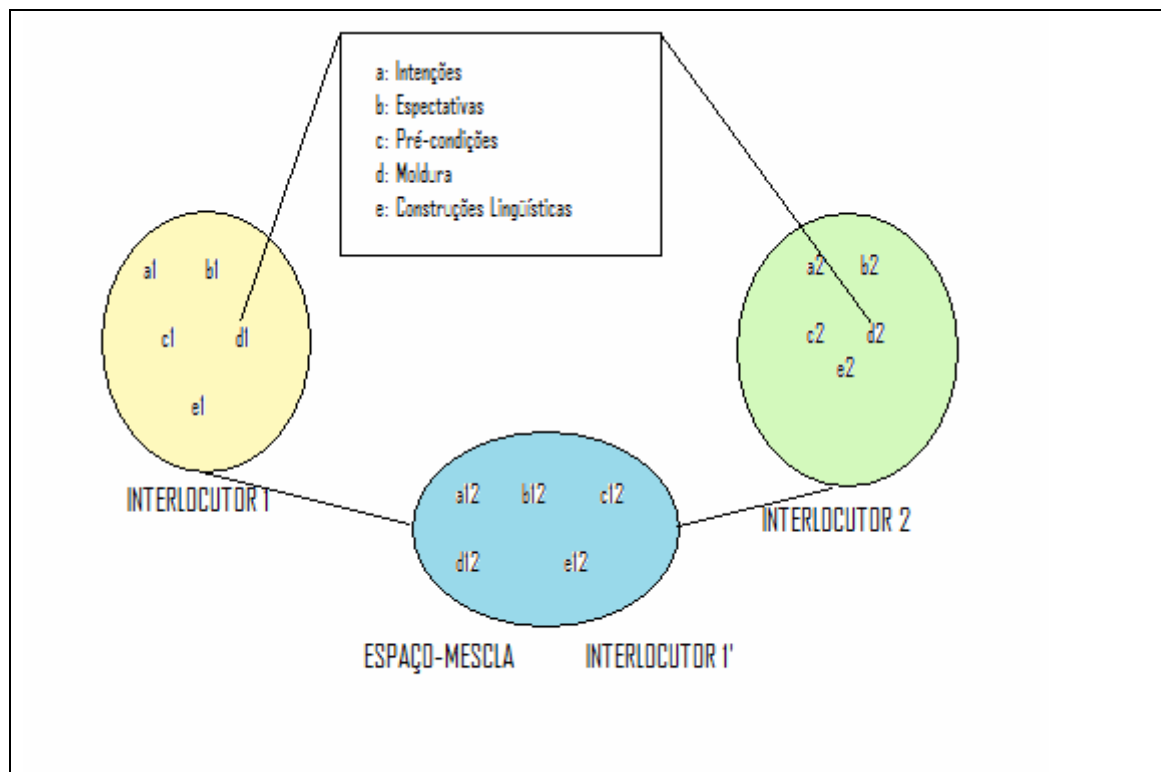 a: Intenções
b: Espectativas
c: Pré-condições
d: Moldura
e: Construções Lingüísticas
a1 b1
c1 d1
e1
INTERLOCUTOR 1
a2 b2
c2 d2
e2
INTERLOCUTOR 2
a12 b12 c12
d12 e12
ESPAÇO-MESCLA INTERLOCUTOR 1'